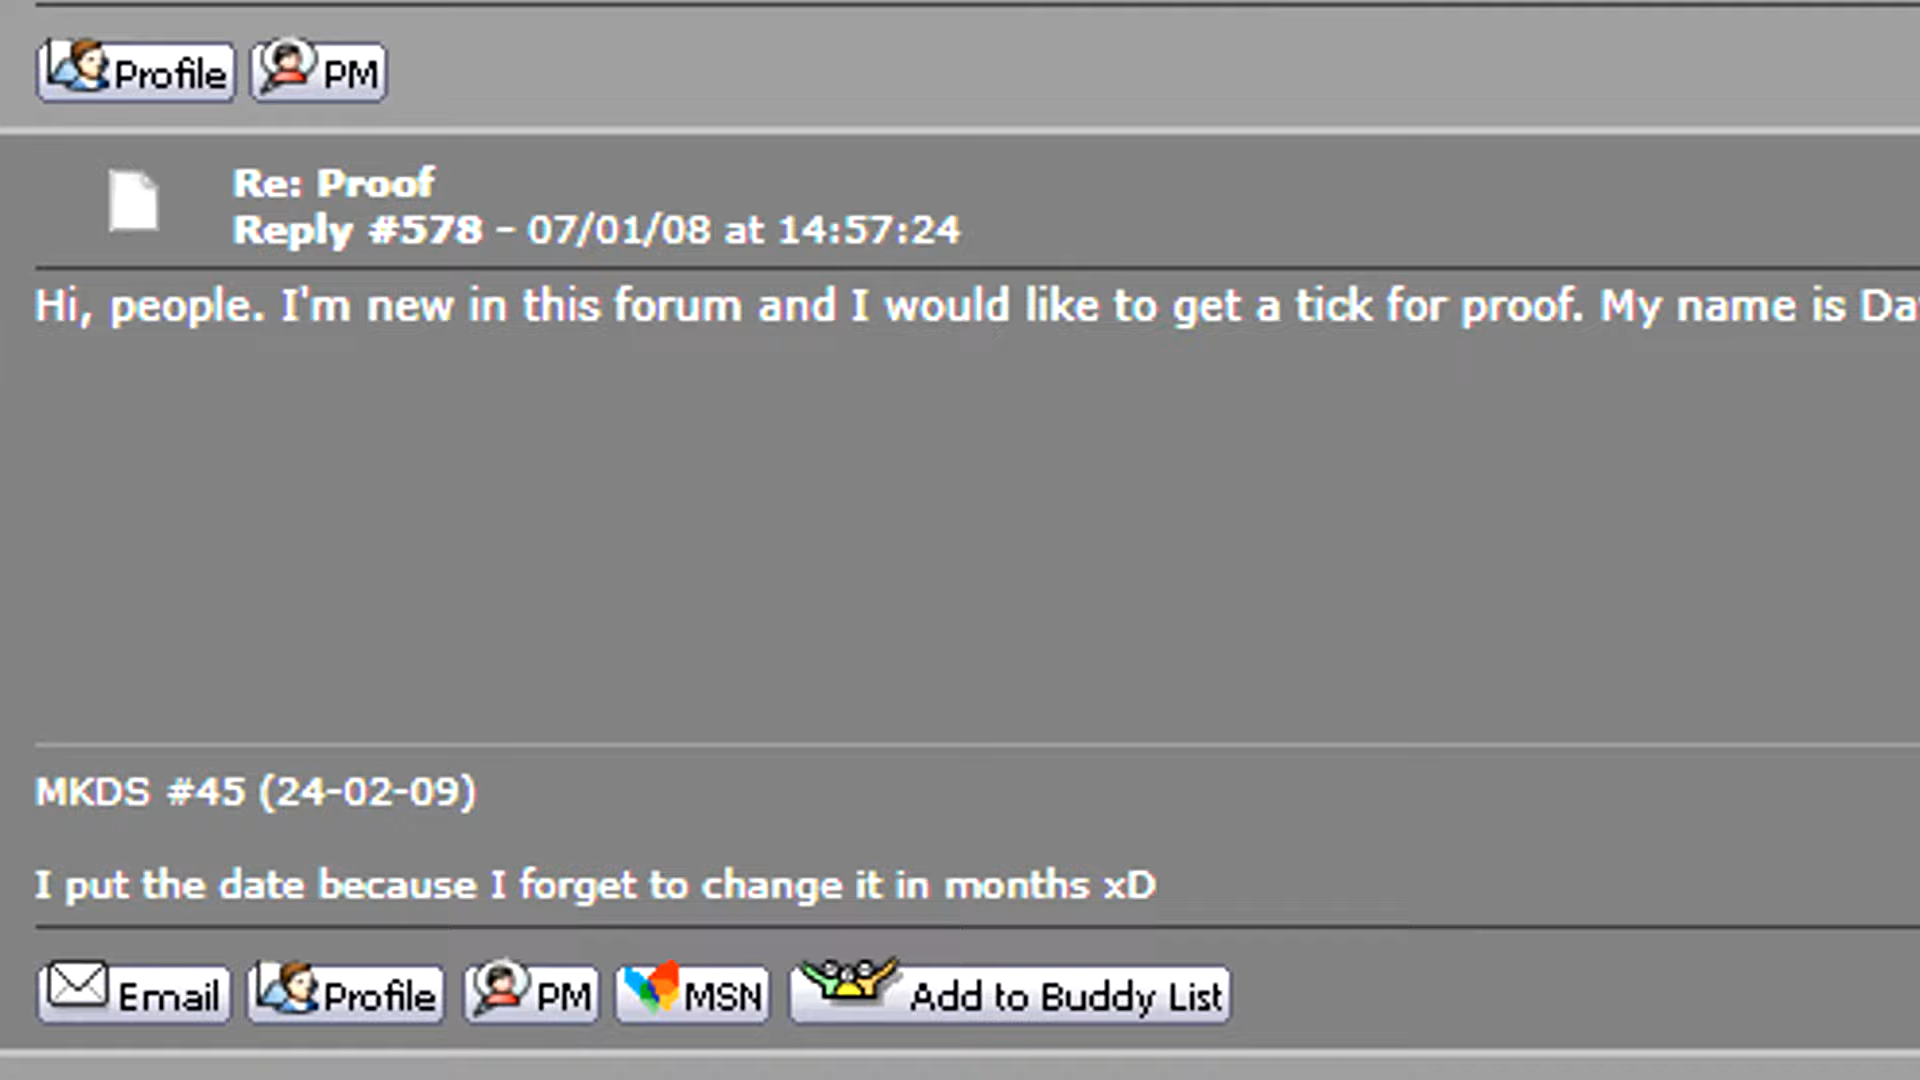 Profile PM
Re: Proof
Reply #578 - 07/01/08 at 14:57:24
Hi, people. I'm new in this forum and I would like to get a tick for proof. My name is
MKDS #45 (24-02-09)
I put the date because I forget to change it in months xD
Email Profile PM MSN Add to Buddy List